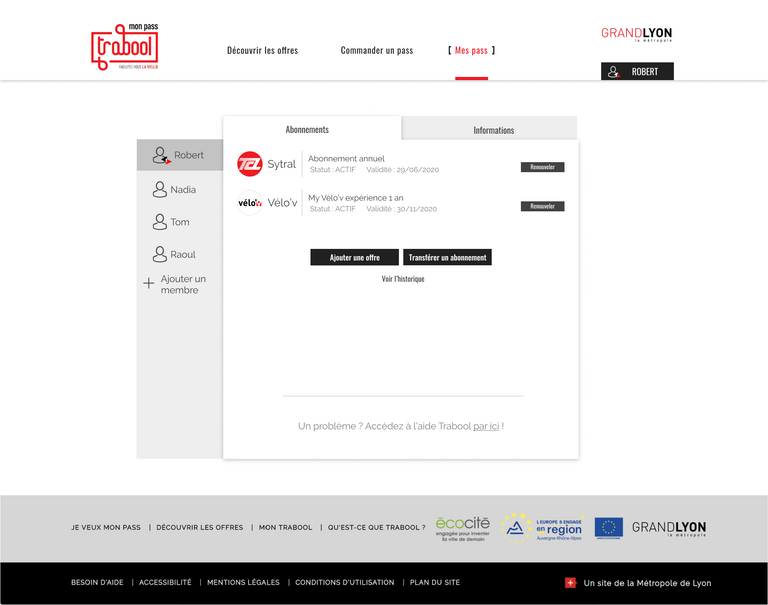 mon pass
trabool
FACILITEZ-VOUS LA VI(LL)E
Découvrir les offres
Commander un pass
[ Mes pass ]
GRANDLYON
la métropole
ROBERT
Abonnements
Informations
Robert
Nadia
Tom
Raoul
Ajouter un
membre
TCL
Sytral
Abonnement annuel
Statut : ACTIF Validité : 29/06/2020
Renouveler
vélo'v
Vélo'v
My Vélo'v expérience 1 an
Statut : ACTIF Validité : 30/11/2020
Renouveler
Ajouter une offre
Transférer un abonnement
Voir l'historique
Un problème ? Accédez à l'aide Trabool par ici !
JE VEUX MON PASS | DÉCOUVRIR LES OFFRES | MON TRABOOL | QU'EST-CE QUE TRABOOL ?
écocité
engagée pour inventer
la ville de demain
L'EUROPE S'ENGAGE
en region
Auvergne-Rhône-Alpes
GRANDLYON
la métropole
BESOIN D'AIDE | ACCESSIBILITÉ | MENTIONS LÉGALES | CONDITIONS D'UTILISATION | PLAN DU SITE
Un site de la Métropole de Lyon